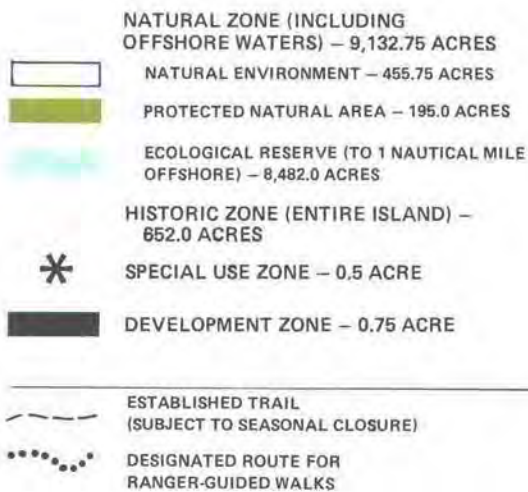 NATURAL ZONE (INCLUDING
OFFSHORE WATERS) – 9,132.75 ACRES
NATURAL ENVIRONMENT – 455.75 ACRES
PROTECTED NATURAL AREA – 195.0 ACRES
ECOLOGICAL RESERVE (TO 1 NAUTICAL MILE
OFFSHORE) – 8,482.0 ACRES
HISTORIC ZONE (ENTIRE ISLAND) –
652.0 ACRES
SPECIAL USE ZONE – 0.5 ACRE
DEVELOPMENT ZONE – 0.75 ACRE
ESTABLISHED TRAIL
(SUBJECT TO SEASONAL CLOSURE)
DESIGNATED ROUTE FOR
RANGER-GUIDED WALKS